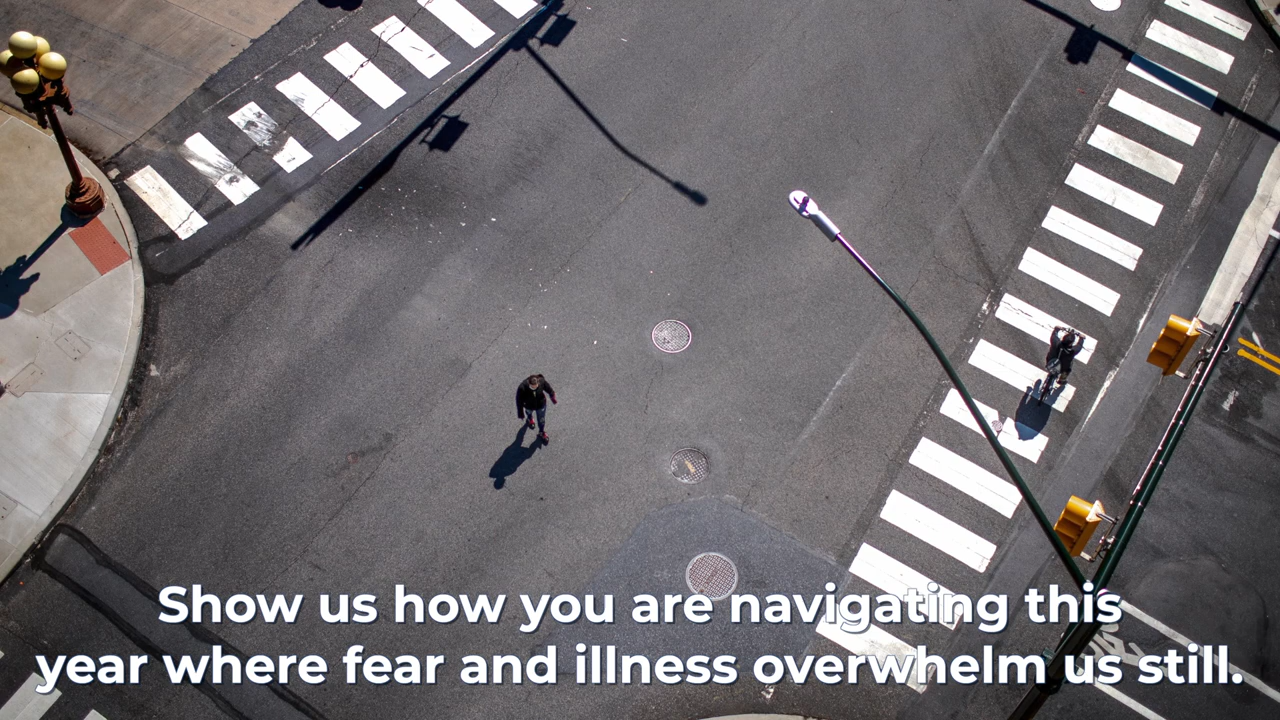 Show us how you are navigating this
year where fear and illness overwhelm us still.